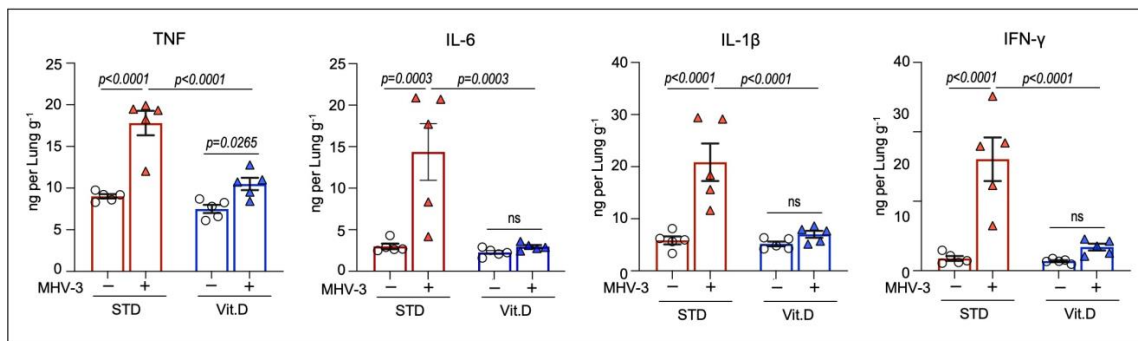 TNF
ng per Lung g⁻¹
25
20
15
10
5
0
p<0.0001
p<0.0001
p=0.0265
MHV-3
− + − +
STD Vit.D
IL-6
ng per Lung g⁻¹
25
20
15
10
5
0
p=0.0003
p=0.0003
ns
MHV-3
− + − +
STD Vit.D
IL-1β
ng per Lung g⁻¹
40
30
20
10
0
p<0.0001
p<0.0001
ns
MHV-3
− + − +
STD Vit.D
IFN-γ
ng per Lung g⁻¹
40
20
10
0
p<0.0001
p<0.0001
ns
MHV-3
− + − +
STD Vit.D